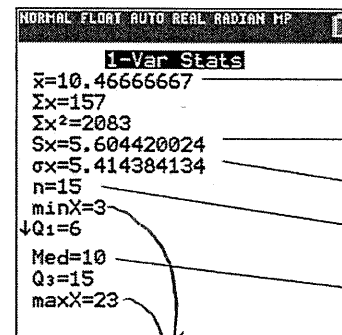 NORMAL FLOAT AUTO REAL RADIAN MP
1-Var Stats
x̄=10.46666667
Σx=157
Σx²=2083
Sx=5.604420024
σx=5.414384134
n=15
minX=3
↓Q₁=6
Med=10
Q₃=15
maxX=23